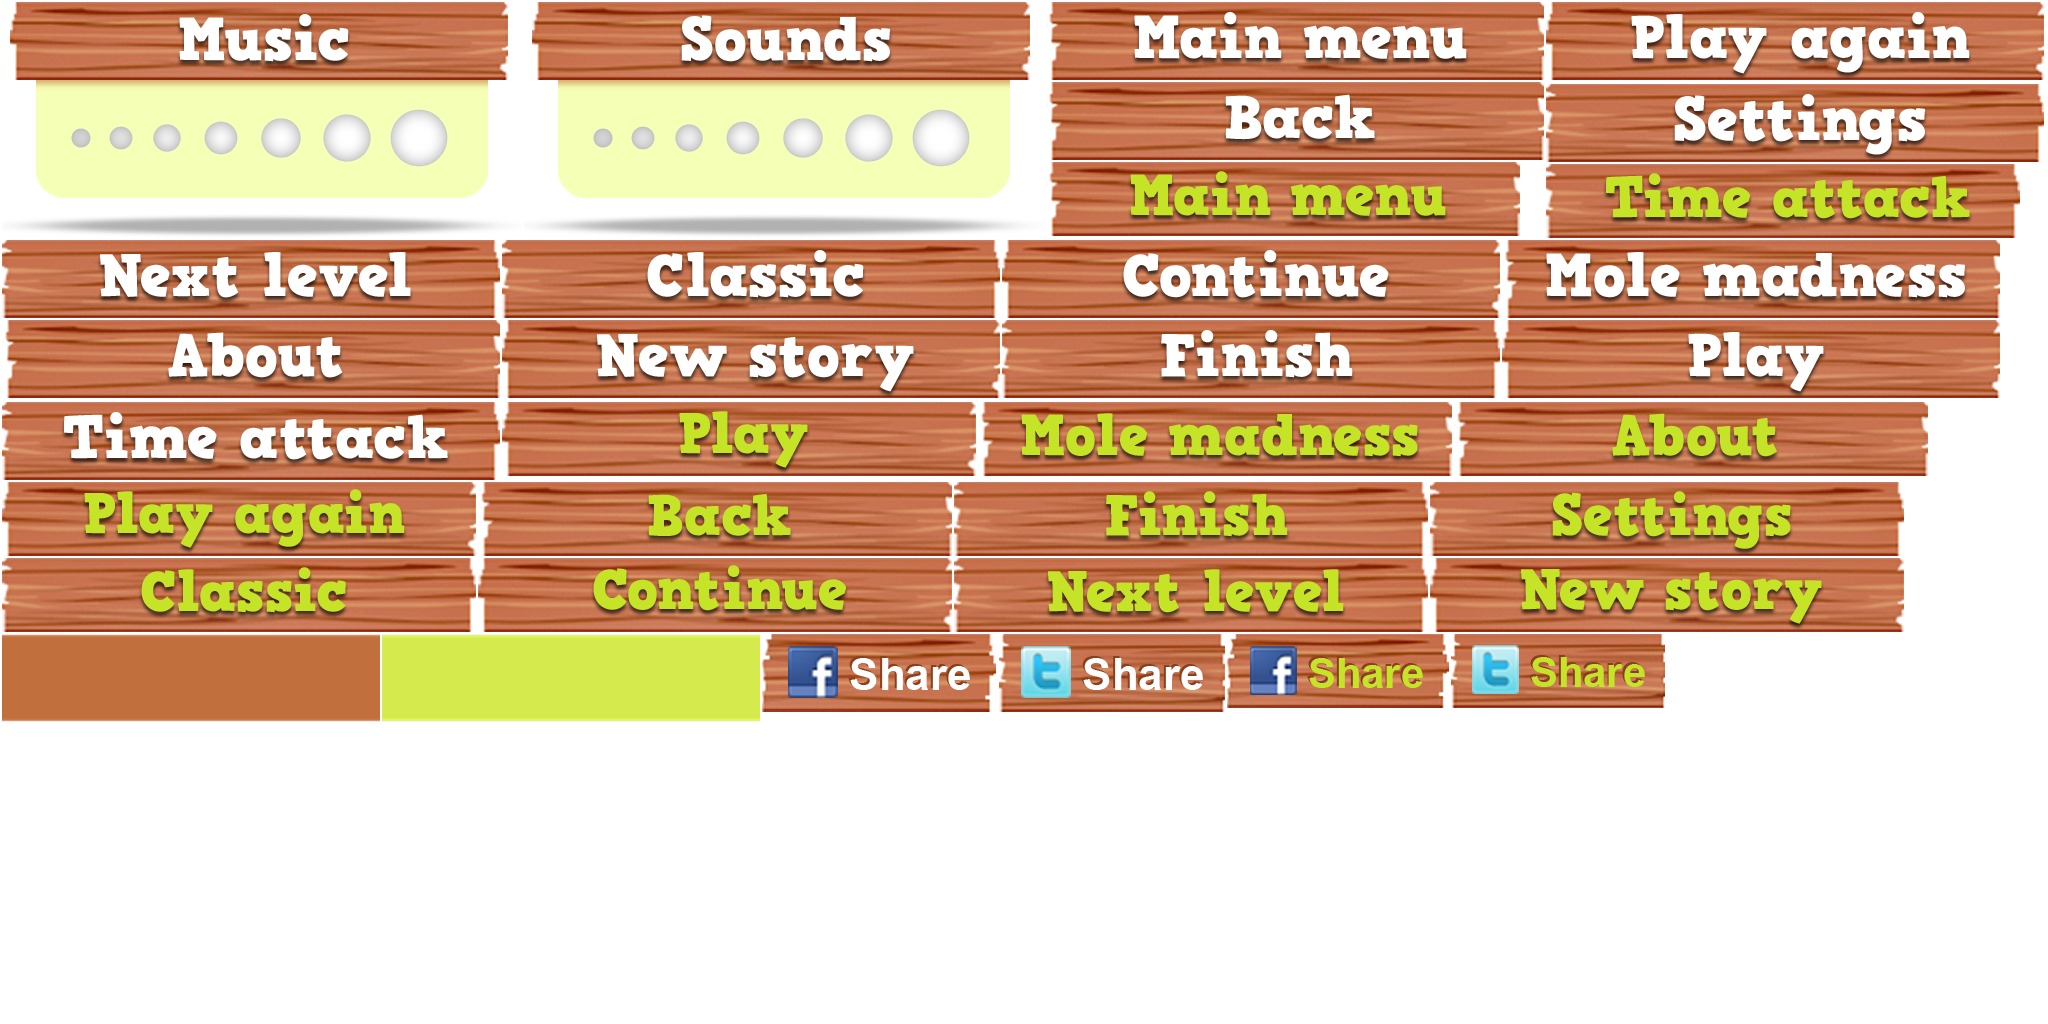 Music
Sounds
Main menu
Play again
Back
Settings
Main menu
Time attack
Next level
Classic
Continue
Mole madness
About
New story
Finish
Play
Time attack
Play
Mole madness
About
Play again
Back
Finish
Settings
Classic
Continue
Next level
New story
f Share
t Share
f Share
t Share